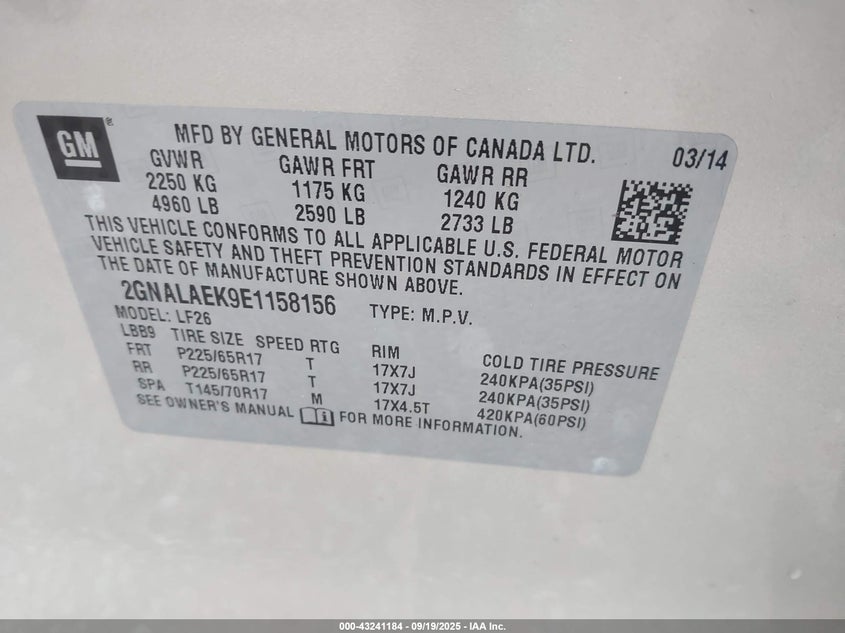 GM®
MFD BY GENERAL MOTORS OF CANADA LTD. 03/14
GVWR GAWR FRT GAWR RR
2250 KG 1175 KG 1240 KG
4960 LB 2590 LB 2733 LB
THIS VEHICLE CONFORMS TO ALL APPLICABLE U.S. FEDERAL MOTOR
VEHICLE SAFETY AND THEFT PREVENTION STANDARDS IN EFFECT ON
THE DATE OF MANUFACTURE SHOWN ABOVE.
2GNALAEK9E1158156 TYPE: M.P.V.
MODEL: LF26
LBB9 TIRE SIZE SPEED RTG RIM COLD TIRE PRESSURE
FRT P225/65R17 T 17X7J 240KPA(35PSI)
RR P225/65R17 T 17X7J 240KPA(35PSI)
SPA T145/70R17 M 17X4.5T 420KPA(60PSI)
SEE OWNER'S MANUAL FOR MORE INFORMATION.
000-43241184 - 09/19/2025 - IAA Inc.